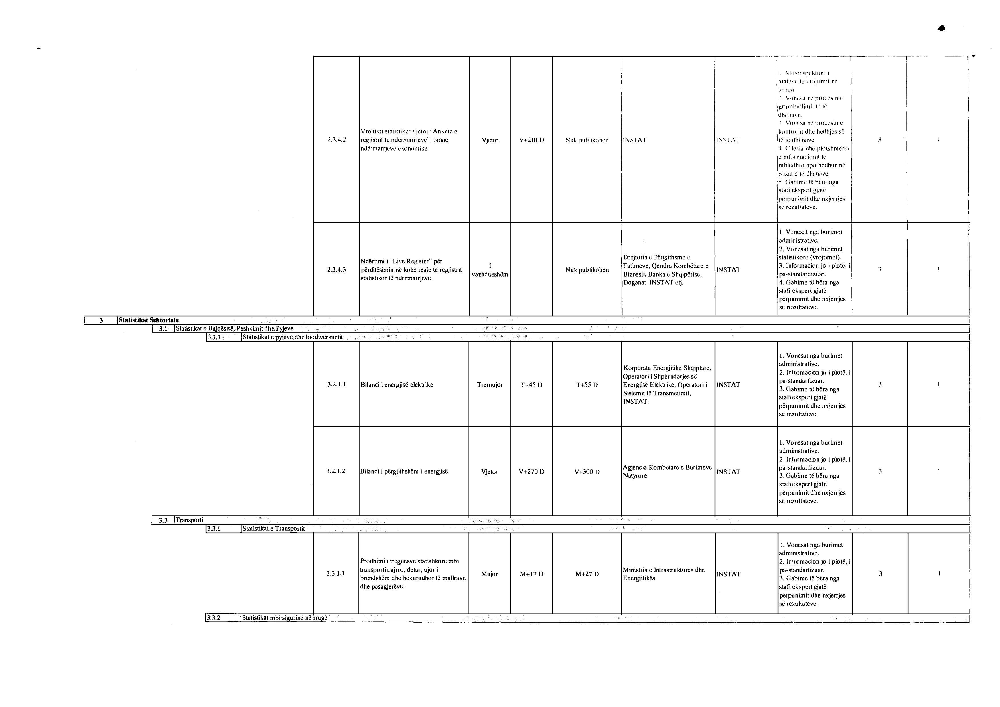 2.3.4.2
Vrojtimi statistikor vjetor "Anketa e
regjistrit të ndërmarrjeve", pranë
ndërmarrjeve ekonomike
Vjetor
V+210 D
Nuk publikohen
INSTAT
INSTAT
1. Mosrespektimi i
afateve të vrojtimit në
terren
2. Vonesa në procesin e
grumbullimit të të
dhënave.
3. Vonesa në procesin e
kontrollit dhe hedhjes së
të të dhënave.
4. Cilësia dhe plotshmëria
e informacionit të
mbledhur apo hedhur në
bazat e të dhënave.
5. Gabime të bëra nga
stafi ekspert gjatë
përpunimit dhe nxjerrjes
së rezultateve.
3
1
2.3.4.3
Ndërtimi i "Live Register" për
përditësimin në kohë reale të regjistrit
statistikor të ndërmarrjeve.
I
vazhdueshëm
Nuk publikohen
Drejtoria e Përgjithsme e
Tatimeve, Qendra Kombëtare e
Biznesit, Banka e Shqipërisë,
Doganat, INSTAT etj.
INSTAT
1. Vonesat nga burimet
administrative.
2. Vonesat nga burimet
statistikore (vrojtimet).
3. Informacion jo i plotë, i
pa-standardizuar.
4. Gabime të bëra nga
stafi ekspert gjatë
përpunimit dhe nxjerrjes
së rezultateve.
7
1
3 Statistikat Sektoriale
3.1 Statistikat e Bujqësisë, Peshkimit dhe Pyjeve
3.1.1 Statistikat e pyjeve dhe biodiversitetit
3.2.1.1
Bilanci i energjisë elektrike
Tremujor
T+45 D
T+55 D
Korporata Energjitike Shqiptare,
Operatori i Shpërndarjes së
Energjisë Elektrike, Operatori i
Sistemit të Transmetimit,
INSTAT.
INSTAT
1. Vonesat nga burimet
administrative.
2. Informacion jo i plotë, i
pa-standartizuar.
3. Gabime të bëra nga
stafi ekspert gjatë
përpunimit dhe nxjerrjes
së rezultateve.
3
1
3.2.1.2
Bilanci i përgjithshëm i energjisë
Vjetor
V+270 D
V+300 D
Agjencia Kombëtare e Burimeve
Natyrore
INSTAT
1. Vonesat nga burimet
administrative.
2. Informacion jo i plotë, i
pa-standardizuar.
3. Gabime të bëra nga
stafi ekspert gjatë
përpunimit dhe nxjerrjes
së rezultateve.
3
1
3.3 Transporti
3.3.1 Statistikat e Transportit
3.3.1.1
Prodhimi i treguesve statistikorë mbi
transportin ajror, detar, ujor i
brendshëm dhe hekurudhor të mallrave
dhe pasagjerëve.
Mujor
M+17 D
M+27 D
Ministria e Infrastrukturës dhe
Energjitikës
INSTAT
1. Vonesat nga burimet
administrative.
2. Informacion jo i plotë, i
pa-standartizuar.
3. Gabime të bëra nga
stafi ekspert gjatë
përpunimit dhe nxjerrjes
së rezultateve.
3
1
3.3.2 Statistikat mbi sigurinë në rrugë